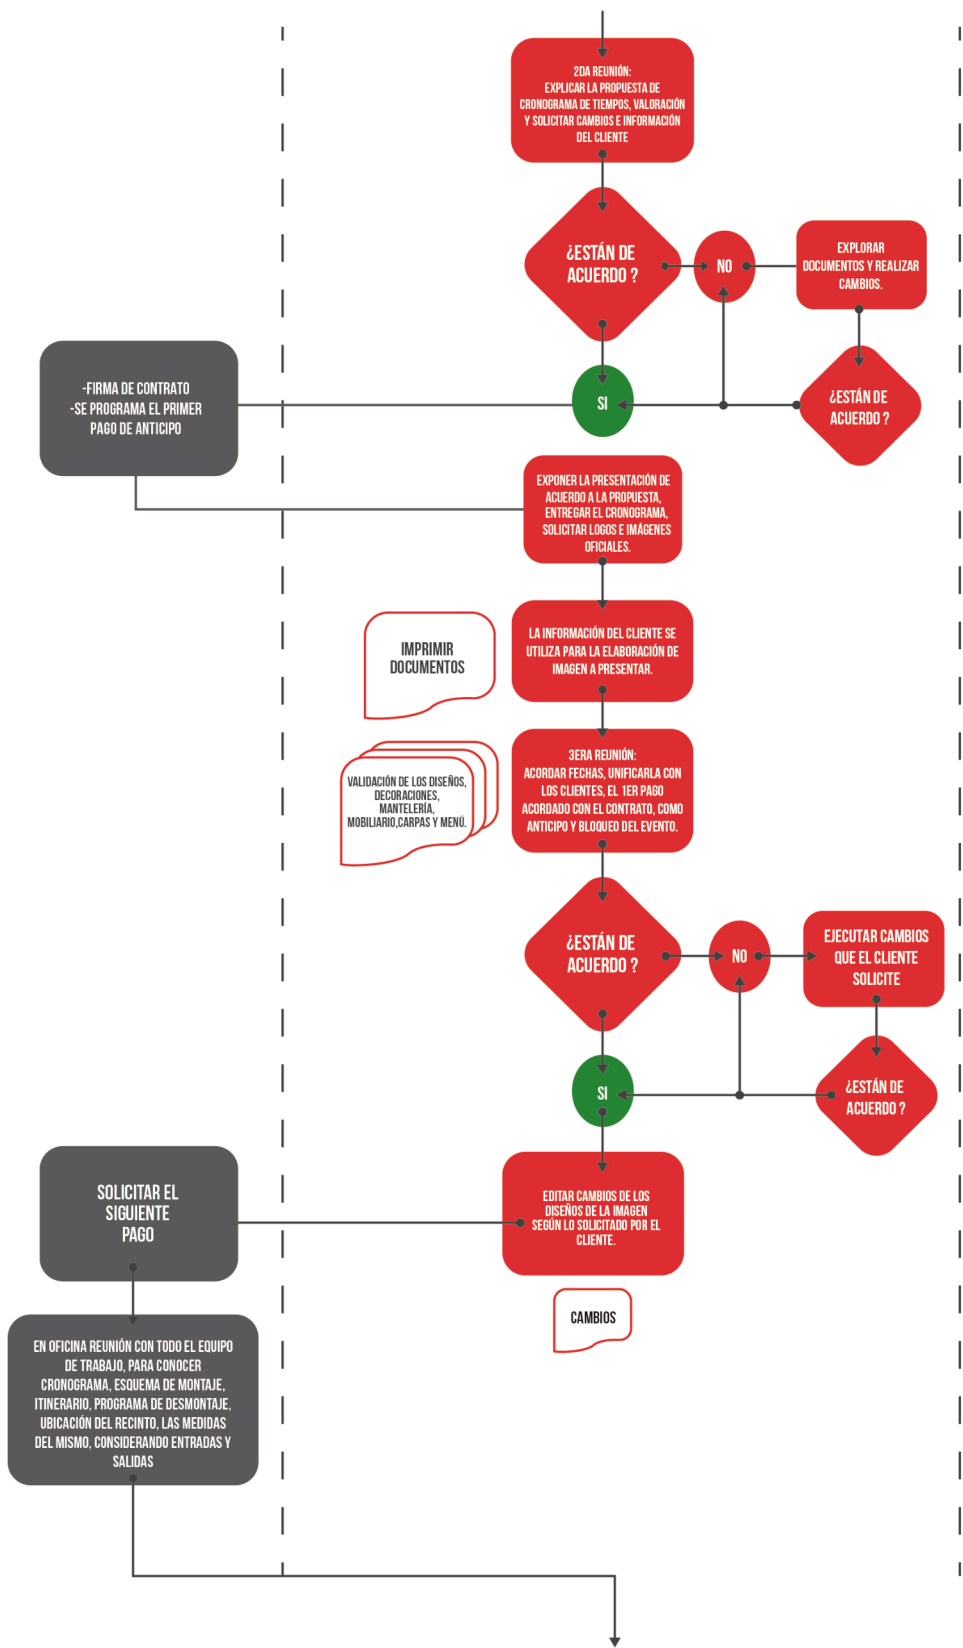 2DA REUNIÓN:
EXPLICAR LA PROPUESTA DE
CRONOGRAMA DE TIEMPOS, VALORACIÓN
Y SOLICITAR CAMBIOS E INFORMACIÓN
DEL CLIENTE
¿ESTÁN DE
ACUERDO ?
NO
EXPLORAR
DOCUMENTOS Y REALIZAR
CAMBIOS.
¿ESTÁN DE
ACUERDO ?
SI
-FIRMA DE CONTRATO
-SE PROGRAMA EL PRIMER
PAGO DE ANTICIPO
EXPONER LA PRESENTACIÓN DE
ACUERDO A LA PROPUESTA,
ENTREGAR EL CRONOGRAMA,
SOLICITAR LOGOS E IMÁGENES
OFICIALES.
IMPRIMIR
DOCUMENTOS
LA INFORMACIÓN DEL CLIENTE SE
UTILIZA PARA LA ELABORACIÓN DE
IMAGEN A PRESENTAR.
VALIDACIÓN DE LOS DISEÑOS,
DECORACIONES,
MANTELERÍA,
MOBILIARIO,CARPAS Y MENÚ.
3ERA REUNIÓN:
ACORDAR FECHAS, UNIFICARLA CON
LOS CLIENTES, EL 1ER PAGO
ACORDADO CON EL CONTRATO, COMO
ANTICIPO Y BLOQUEO DEL EVENTO.
¿ESTÁN DE
ACUERDO ?
NO
EJECUTAR CAMBIOS
QUE EL CLIENTE
SOLICITE
¿ESTÁN DE
ACUERDO ?
SI
EDITAR CAMBIOS DE LOS
DISEÑOS DE LA IMAGEN
SEGÚN LO SOLICITADO POR EL
CLIENTE.
CAMBIOS
SOLICITAR EL
SIGUIENTE
PAGO
EN OFICINA REUNIÓN CON TODO EL EQUIPO
DE TRABAJO, PARA CONOCER
CRONOGRAMA, ESQUEMA DE MONTAJE,
ITINERARIO, PROGRAMA DE DESMONTAJE,
UBICACIÓN DEL RECINTO, LAS MEDIDAS
DEL MISMO, CONSIDERANDO ENTRADAS Y
SALIDAS